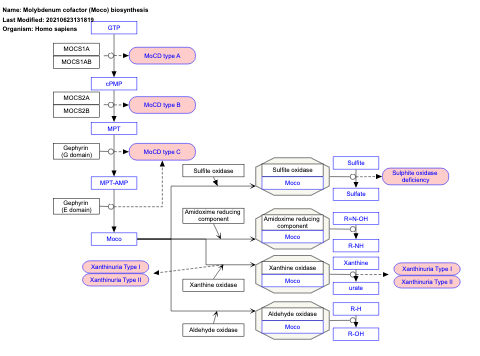 Name: Molybdenum cofactor (Moco) biosynthesis
Last Modified: 20210623131819
Organism: Homo sapiens
GTP
MOCS1A
MOCS1AB
MoCD type A
cPMP
MOCS2A
MOCS2B
MoCD type B
MPT
Gephyrin
(G domain)
MoCD type C
MPT-AMP
Gephyrin
(E domain)
Moco
Sulfite oxidase
Sulfite oxidase
Moco
Sulfite
Sulfate
Sulphite oxidase
deficiency
Amidoxime reducing
component
Amidoxime reducing
component
Moco
R=N-OH
R-NH
Xanthinuria Type I
Xanthinuria Type II
Xanthine oxidase
Xanthine oxidase
Moco
Xanthine
urate
Xanthinuria Type I
Xanthinuria Type II
Aldehyde oxidase
Aldehyde oxidase
Moco
R-H
R-OH